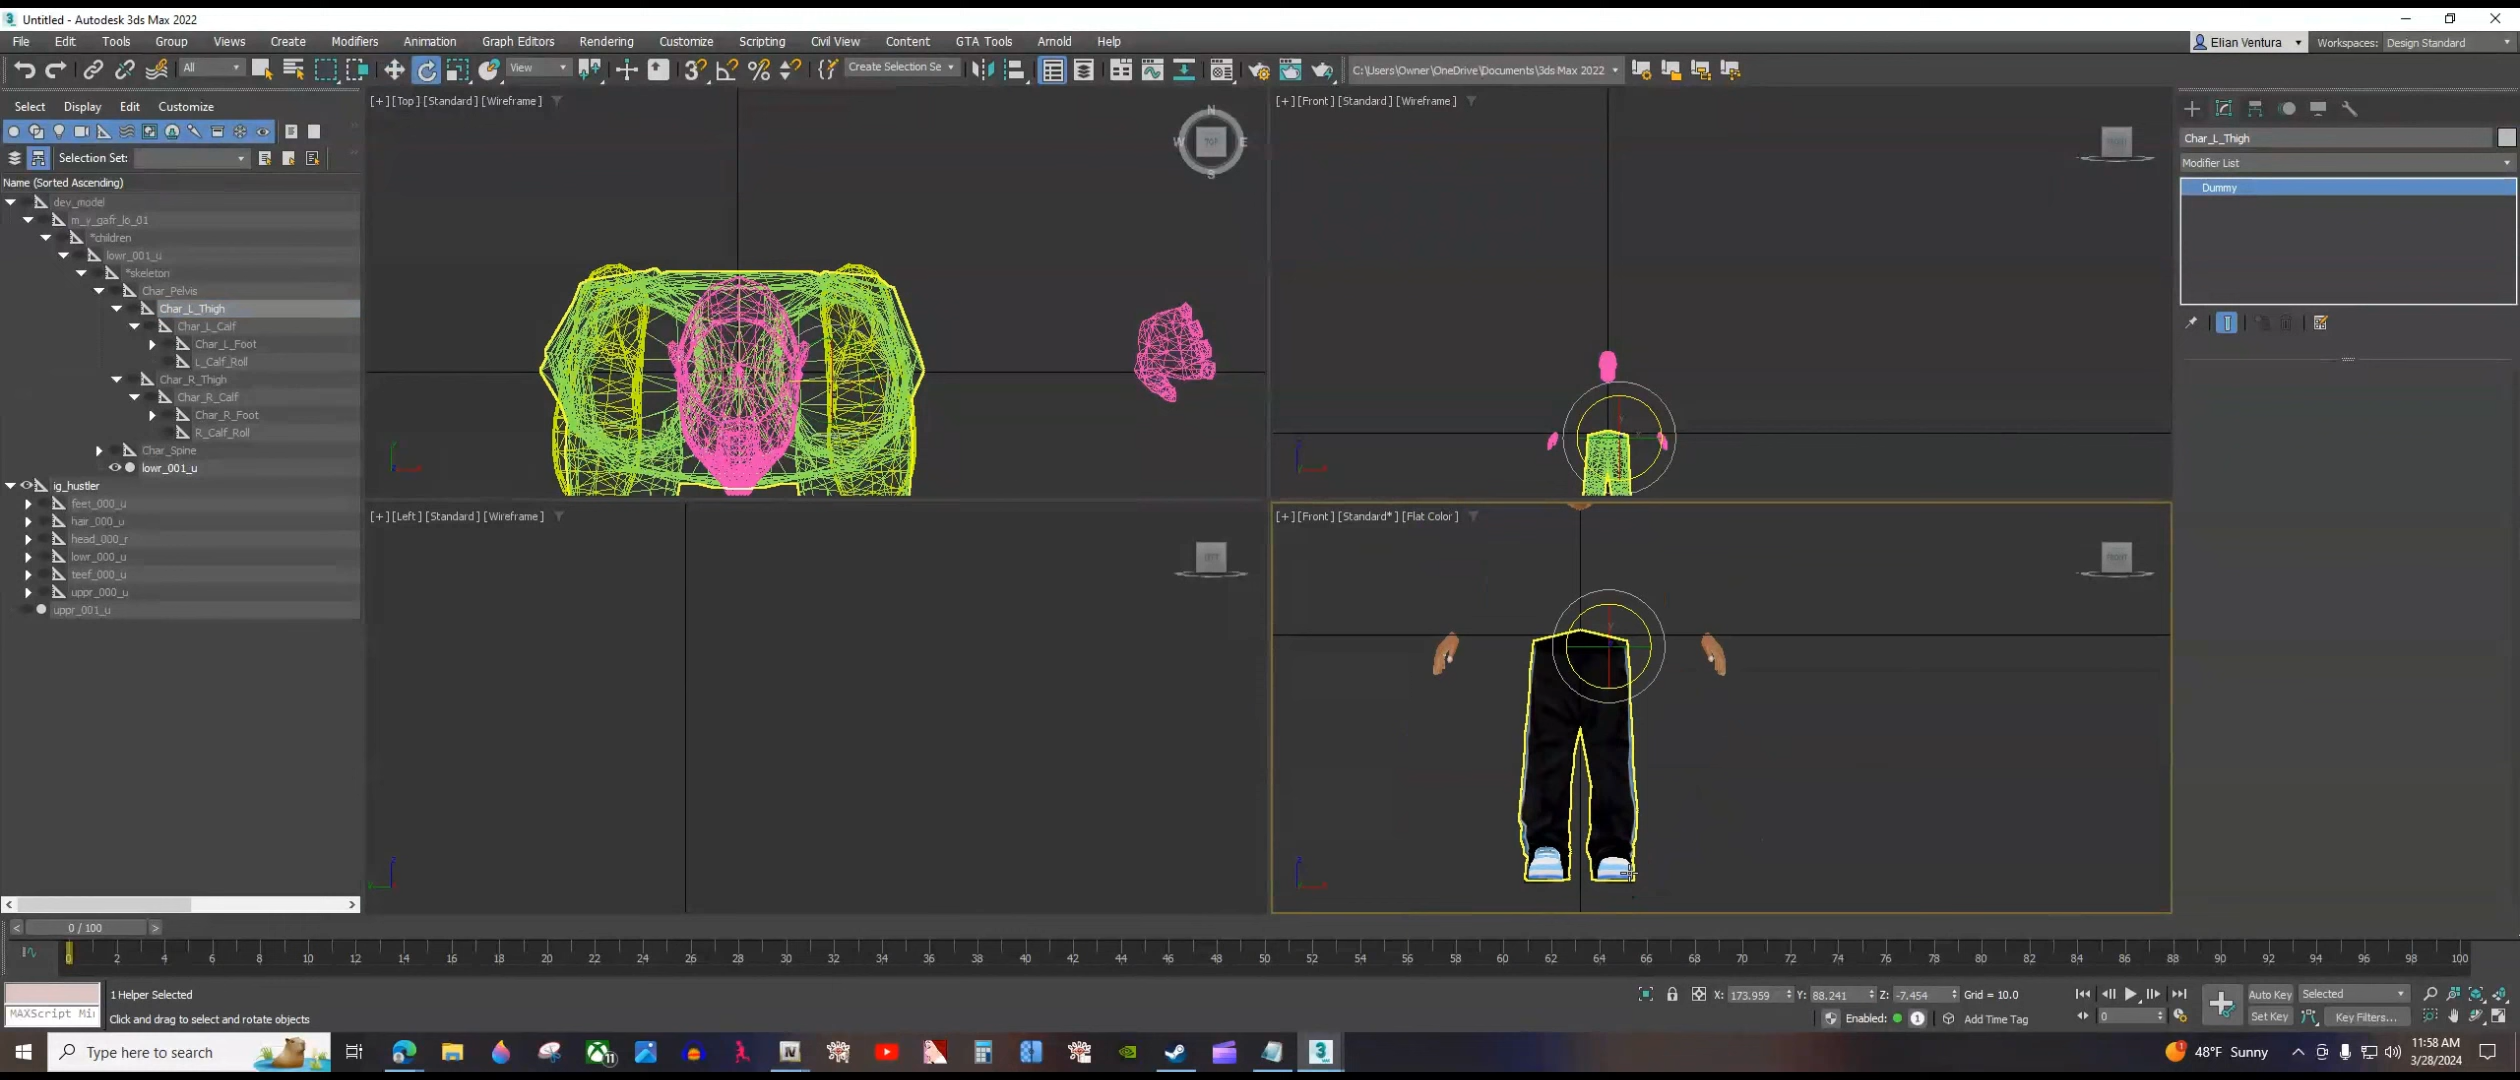 Untitled - Autodesk 3ds Max 2022
File Edit Tools Group Views Create Modifiers Animation Graph Editors Rendering Customize Scripting Civil View Content GTA Tools Arnold Help
Elian Ventura Workspaces: Design Standard
All View Create Selection Se C:\Users\Owner\OneDrive\Documents\3ds Max 2022
Select Display Edit Customize
Selection Set:
Name (Sorted Ascending)
dev_model
m_y_gafr_lo_01
*children
lowr_001_u
*skeleton
Char_Pelvis
Char_L_Thigh
Char_L_Calf
Char_L_Foot
L_Calf_Roll
Char_R_Thigh
Char_R_Calf
Char_R_Foot
R_Calf_Roll
Char_Spine
lowr_001_u
ig_hustler
feet_000_u
hair_000_u
head_000_r
lowr_000_u
teef_000_u
uppr_000_u
uppr_001_u
[+] [Top] [Standard] [Wireframe]
N
W TOP E
S
[+] [Front] [Standard] [Wireframe]
[+] [Left] [Standard] [Wireframe]
[+] [Front] [Standard*] [Flat Color]
Char_L_Thigh
Modifier List
Dummy
0 / 100
0 2 4 6 8 10 12 14 16 18 20 22 24 26 28 30 32 34 36 38 40 42 44 46 48 50 52 54 56 58 60 62 64 66 68 70 72 74 76 78 80 82 84 86 88 90 92 94 96 98 100
1 Helper Selected
MAXScript Mi
Click and drag to select and rotate objects
X: 173.959 Y: 88.241 Z: -7.454 Grid = 10.0
Enabled: 1 Add Time Tag
0
Auto Key Selected
Set Key Key Filters...
Type here to search
48°F Sunny
11:58 AM
3/28/2024